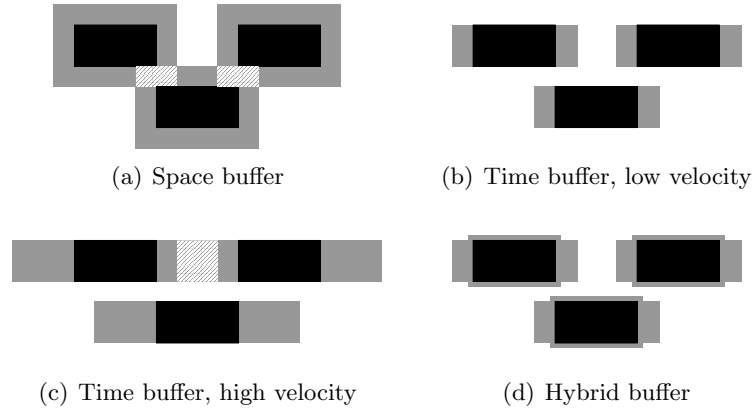 (a) Space buffer
(b) Time buffer, low velocity
(c) Time buffer, high velocity
(d) Hybrid buffer